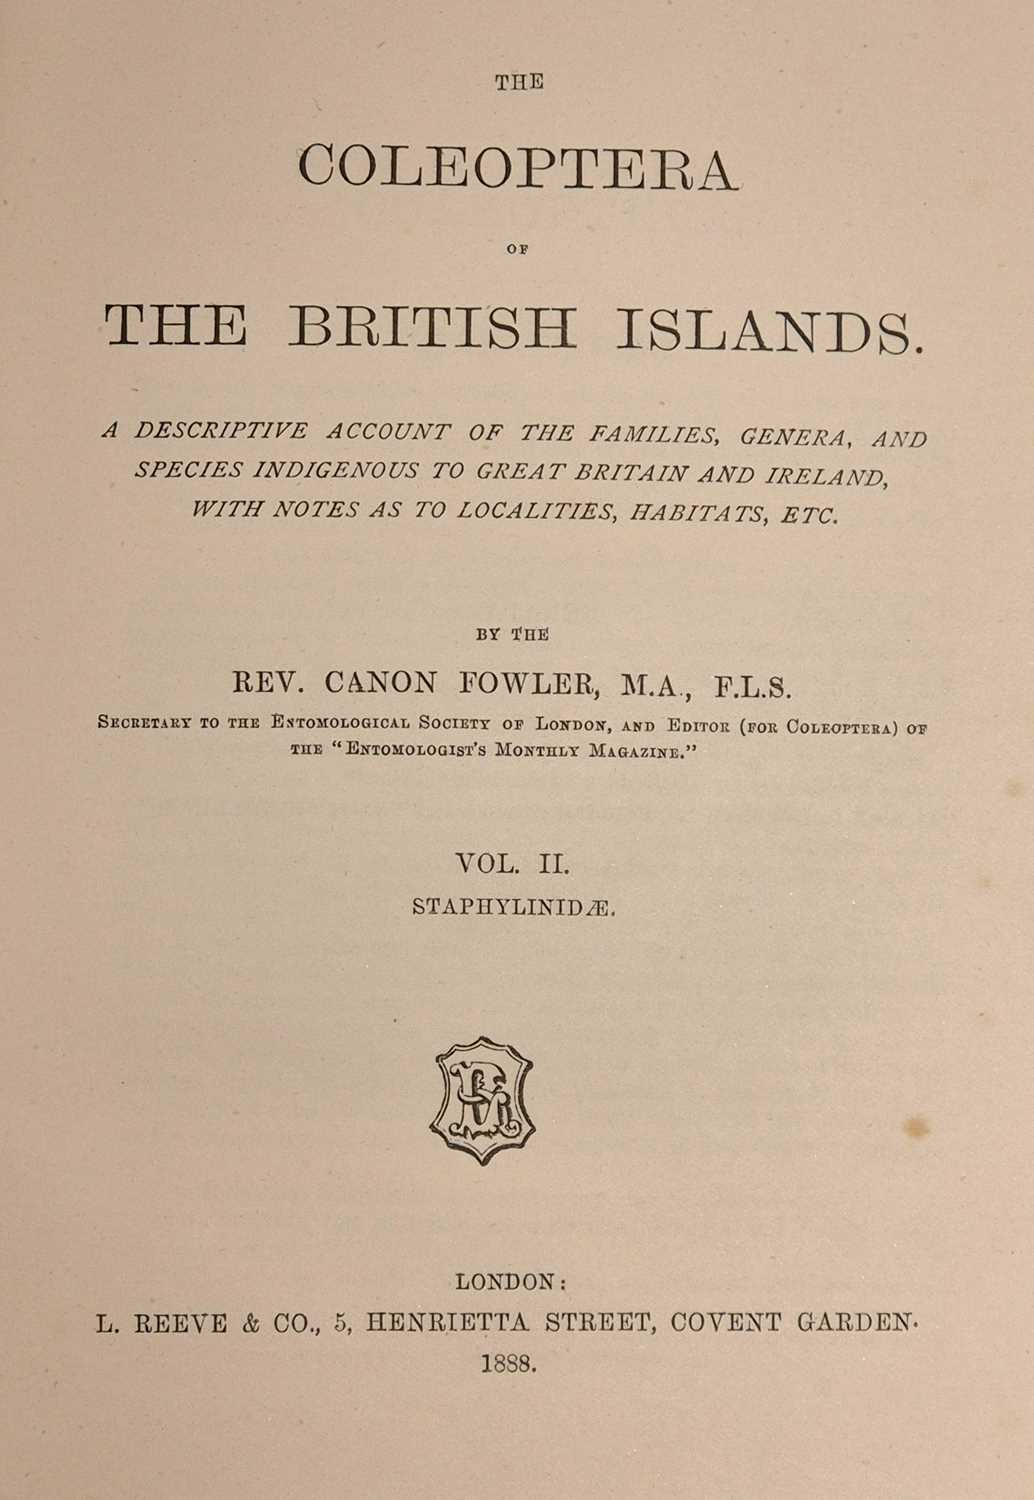 THE
COLEOPTERA
OF
THE BRITISH ISLANDS.
A DESCRIPTIVE ACCOUNT OF THE FAMILIES, GENERA, AND
SPECIES INDIGENOUS TO GREAT BRITAIN AND IRELAND,
WITH NOTES AS TO LOCALITIES, HABITATS, ETC.
BY THE
REV. CANON FOWLER, M.A., F.L.S.
SECRETARY TO THE ENTOMOLOGICAL SOCIETY OF LONDON, AND EDITOR (FOR COLEOPTERA) OF
THE "ENTOMOLOGIST'S MONTHLY MAGAZINE."
VOL. II.
STAPHYLINIDÆ.
LONDON:
L. REEVE & CO., 5, HENRIETTA STREET, COVENT GARDEN.
1888.